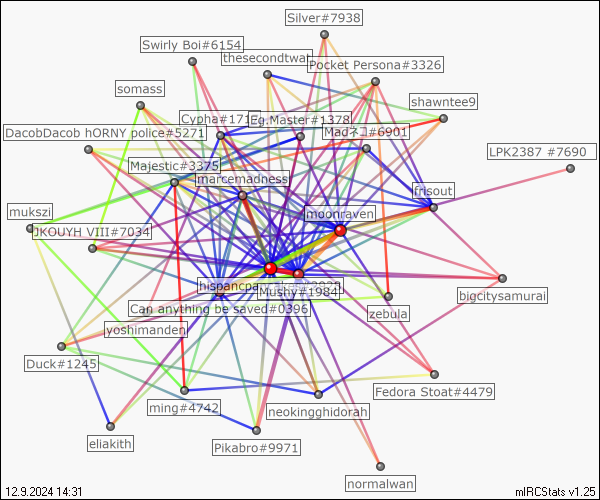 Silver#7938
Swirly Boi#6154
thesecondtwat
Pocket Persona#3326
somass
shawntee9
Cypha#171
Eg.Master#1378
DacobDacob hORNY police#5271
Madネコ#6901
LPK2387 #7690
Majestic#3375
marcemadness
frisout
mukszi
moonraven
JKOUYH VIII#7034
hispancpa
Mushy#1984
bigcitysamurai
Can anything be saved#0396
zebula
yoshimanden
Duck#1245
Fedora Stoat#4479
ming#4742
neokingghidorah
eliakith
Pikabro#9971
normalwan
12.9.2024 14:31
mIRCStats v1.25